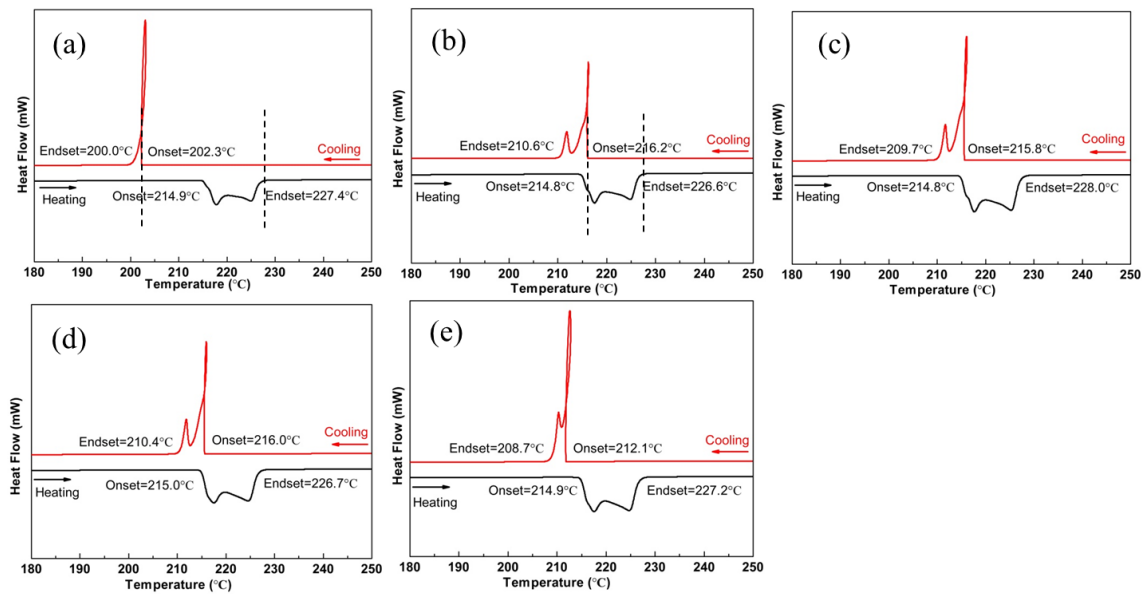 (a)
Heat Flow (mW)
Endset=200.0℃
Onset=202.3℃
Cooling
Heating
Onset=214.9℃
Endset=227.4℃
180 190 200 210 220 230 240 250
Temperature (℃)
(b)
Heat Flow (mW)
Endset=210.6℃
Onset=216.2℃
Cooling
Heating
Onset=214.8℃
Endset=226.6℃
180 190 200 210 220 230 240 250
Temperature (℃)
(c)
Heat Flow (mW)
Endset=209.7℃
Onset=215.8℃
Cooling
Heating
Onset=214.8℃
Endset=228.0℃
180 190 200 210 220 230 240 250
Temperature (℃)
(d)
Heat Flow (mW)
Endset=210.4℃
Onset=216.0℃
Cooling
Heating
Onset=215.0℃
Endset=226.7℃
180 190 200 210 220 230 240 250
Temperature (℃)
(e)
Heat Flow (mW)
Endset=208.7℃
Onset=212.1℃
Cooling
Heating
Onset=214.9℃
Endset=227.2℃
180 190 200 210 220 230 240 250
Temperature (℃)